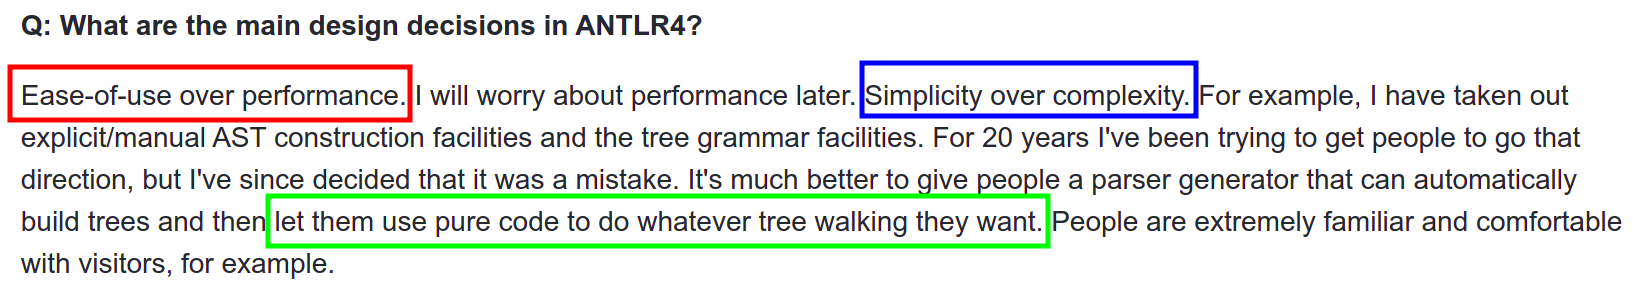 Q: What are the main design decisions in ANTLR4?
Ease-of-use over performance. I will worry about performance later. Simplicity over complexity. For example, I have taken out
explicit/manual AST construction facilities and the tree grammar facilities. For 20 years I've been trying to get people to go that
direction, but I've since decided that it was a mistake. It's much better to give people a parser generator that can automatically
build trees and then let them use pure code to do whatever tree walking they want. People are extremely familiar and comfortable
with visitors, for example.